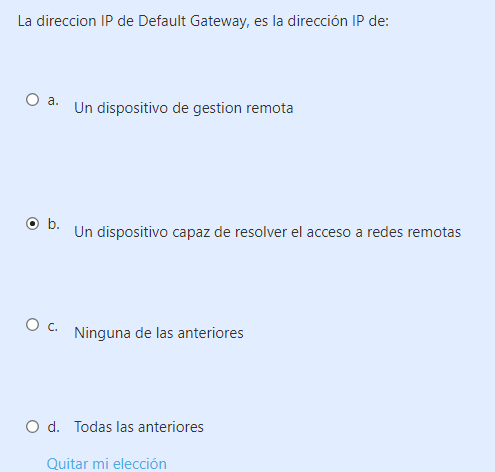 La direccion IP de Default Gateway, es la dirección IP de:
a. Un dispositivo de gestion remota
b. Un dispositivo capaz de resolver el acceso a redes remotas
c. Ninguna de las anteriores
d. Todas las anteriores
Quitar mi elección